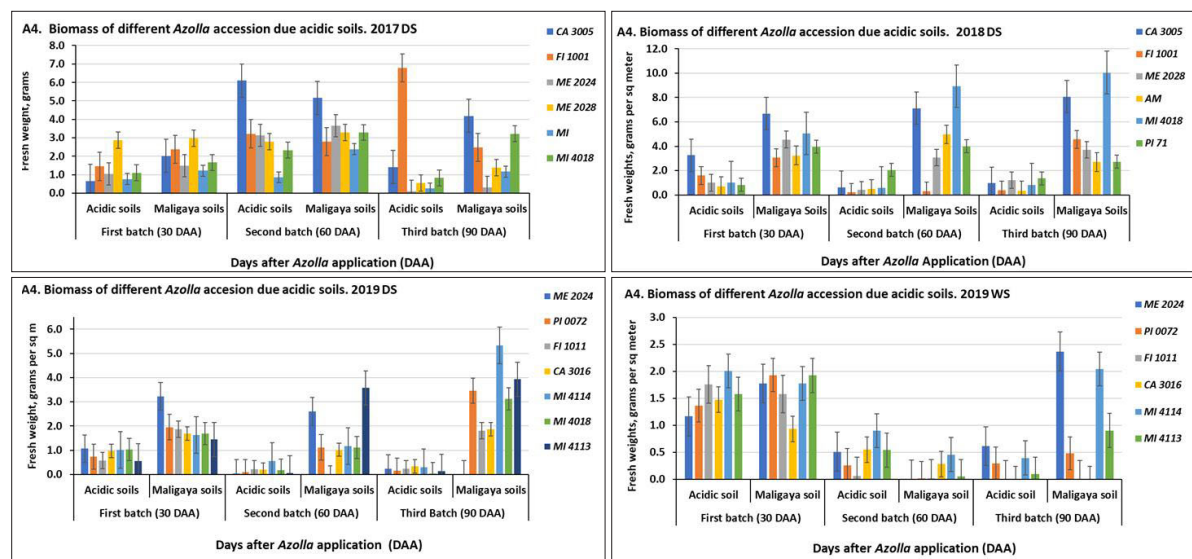 A4. Biomass of different Azolla accession due acidic soils. 2017 DS
Fresh weight, grams
8.0
7.0
6.0
5.0
4.0
3.0
2.0
1.0
0.0
Acidic soils Maligaya Soils Acidic soils Maligaya Soils Acidic soils Maligaya Soils
First batch (30 DAA) Second batch (60 DAA) Third batch (90 DAA)
Days after Azolla application (DAA)
CA 3005
FI 1001
ME 2024
ME 2028
MI
MI 4018
A4. Biomass of different Azolla accession due acidic soils. 2018 DS
Fresh weights, grams per sq meter
12.0
10.0
8.0
6.0
4.0
2.0
0.0
Acidic soils Maligaya Soils Acidic soils Maligaya Soils Acidic soils Maligaya Soils
First batch (30 DAA) Second batch (60 DAA) Third batch (90 DAA)
Days after Azolla Application (DAA)
CA 3005
FI 1001
ME 2028
AM
MI 4018
PI 71
A4. Biomass of different Azolla accesion due acidic soils. 2019 DS
Fresh weight, grams per sq m
6.0
5.0
4.0
3.0
2.0
1.0
0.0
Acidic soils Maligaya soils Acidic soils Maligaya soils Acidic soils Maligaya soils
First batch (30 DAA) Second batch (60 DAA) Third Batch (90 DAA)
Days after Azolla application (DAA)
ME 2024
PI 0072
FI 1011
CA 3016
MI 4114
MI 4018
MI 4113
A4. Biomass of different Azolla accession due acidic soils. 2019 WS
Fresh weights, grams per sq meter
3.0
2.5
2.0
1.5
1.0
0.5
0.0
Acidic soil Maligaya soil Acidic soil Maligaya soil Acidic soil Maligaya soil
First batch (30 DAA) Second batch (60 DAA) Third batch (90 DAA)
Days after Azolla application (DAA)
ME 2024
PI 0072
FI 1011
CA 3016
MI 4114
MI 4113